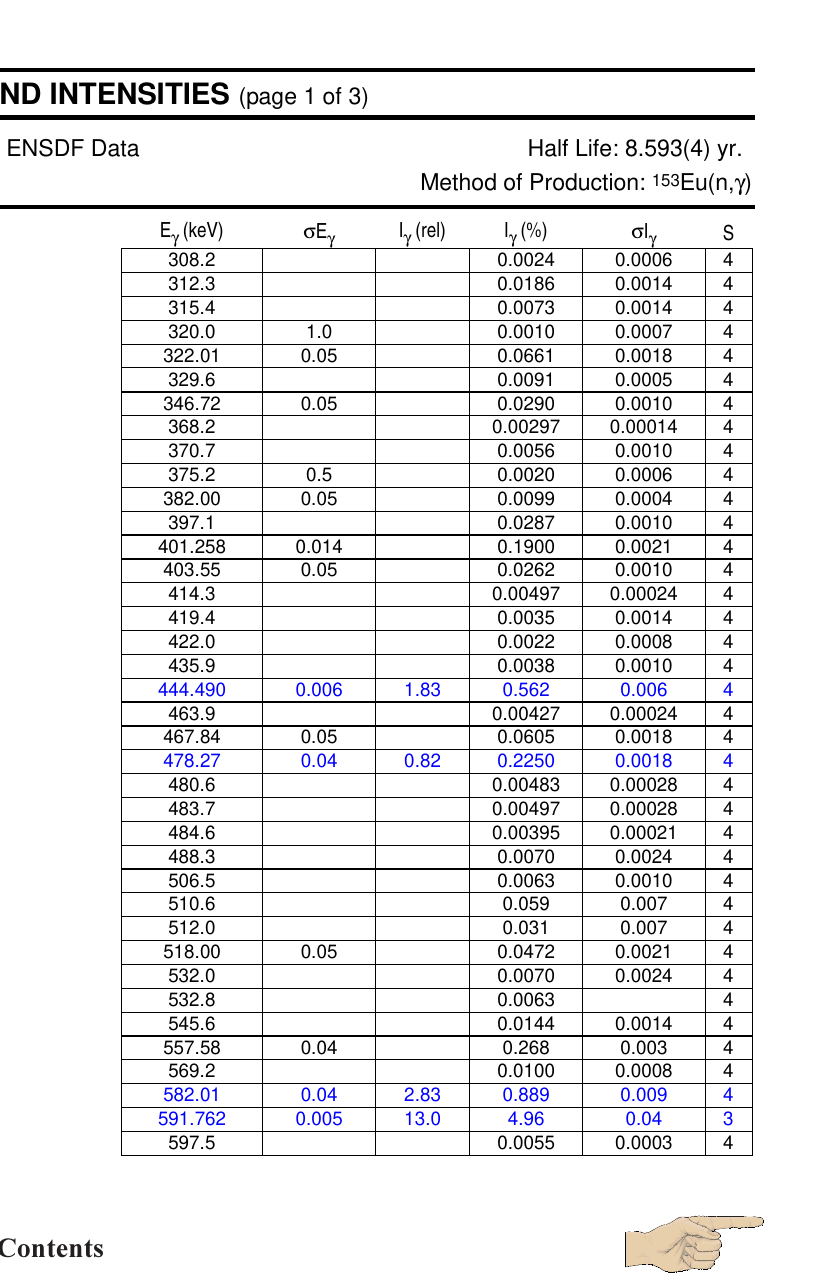 ND INTENSITIES (page 1 of 3)
ENSDF Data Half Life: 8.593(4) yr.
Method of Production: 153Eu(n,γ)
Eγ (keV) σEγ Iγ (rel) Iγ (%) σIγ S
308.2 0.0024 0.0006 4
312.3 0.0186 0.0014 4
315.4 0.0073 0.0014 4
320.0 1.0 0.0010 0.0007 4
322.01 0.05 0.0661 0.0018 4
329.6 0.0091 0.0005 4
346.72 0.05 0.0290 0.0010 4
368.2 0.00297 0.00014 4
370.7 0.0056 0.0010 4
375.2 0.5 0.0020 0.0006 4
382.00 0.05 0.0099 0.0004 4
397.1 0.0287 0.0010 4
401.258 0.014 0.1900 0.0021 4
403.55 0.05 0.0262 0.0010 4
414.3 0.00497 0.00024 4
419.4 0.0035 0.0014 4
422.0 0.0022 0.0008 4
435.9 0.0038 0.0010 4
444.490 0.006 1.83 0.562 0.006 4
463.9 0.00427 0.00024 4
467.84 0.05 0.0605 0.0018 4
478.27 0.04 0.82 0.2250 0.0018 4
480.6 0.00483 0.00028 4
483.7 0.00497 0.00028 4
484.6 0.00395 0.00021 4
488.3 0.0070 0.0024 4
506.5 0.0063 0.0010 4
510.6 0.059 0.007 4
512.0 0.031 0.007 4
518.00 0.05 0.0472 0.0021 4
532.0 0.0070 0.0024 4
532.8 0.0063 4
545.6 0.0144 0.0014 4
557.58 0.04 0.268 0.003 4
569.2 0.0100 0.0008 4
582.01 0.04 2.83 0.889 0.009 4
591.762 0.005 13.0 4.96 0.04 3
597.5 0.0055 0.0003 4
Contents